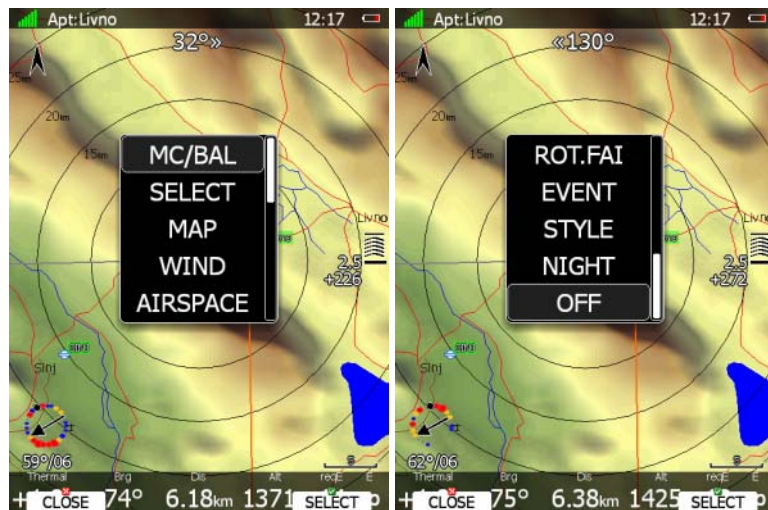 Apt:Livno 12:17
32°»
25km
20km
15km
MC/BAL
SELECT
MAP
WIND
AIRSPACE
Livno
2.5
+226
SINJ
Sinj
59°/06
Thermal Brg Dis Alt reqE E
CLOSE 74° 6.18km 1371 SELECT
Apt:Livno 12:17
«130°
25km
20km
15km
ROT.FAI
EVENT
STYLE
NIGHT
OFF
Livno
2.5
+272
SINJ
Sinj
62°/06
Thermal Brg Dis Alt reqE E
CLOSE 75° 6.38km 1425 SELECT